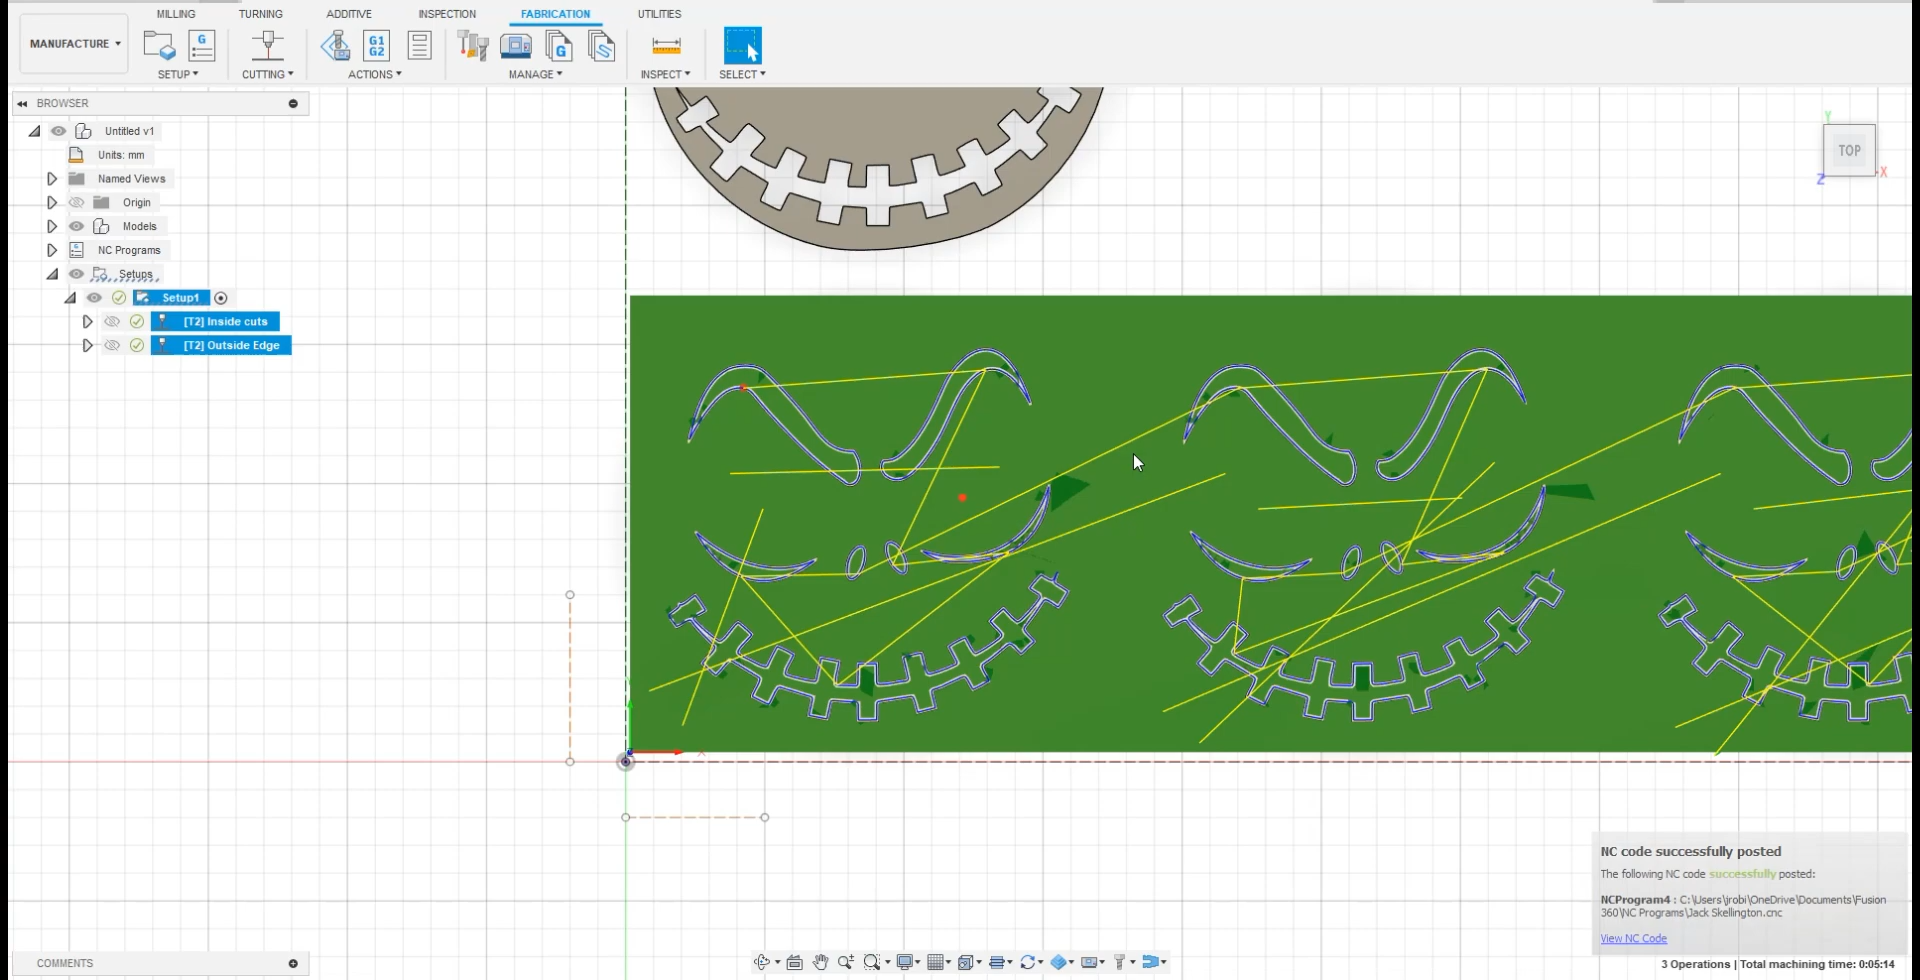 MILLING TURNING ADDITIVE INSPECTION FABRICATION UTILITIES
MANUFACTURE
G
G1
G2
G
SETUP CUTTING ACTIONS MANAGE INSPECT SELECT
BROWSER
Untitled v1
Units: mm
Named Views
Origin
Models
NC Programs
Setups
Setup1
[T2] Inside cuts
[T2] Outside Edge
Y
TOP
X
Z
X
NC code successfully posted
The following NC code successfully posted:
NCProgram4 : C:\Users\jrobi\OneDrive\Documents\Fusion
360\NC Programs\Jack Skellington.cnc
View NC Code
COMMENTS
3 Operations | Total machining time: 0:05:14